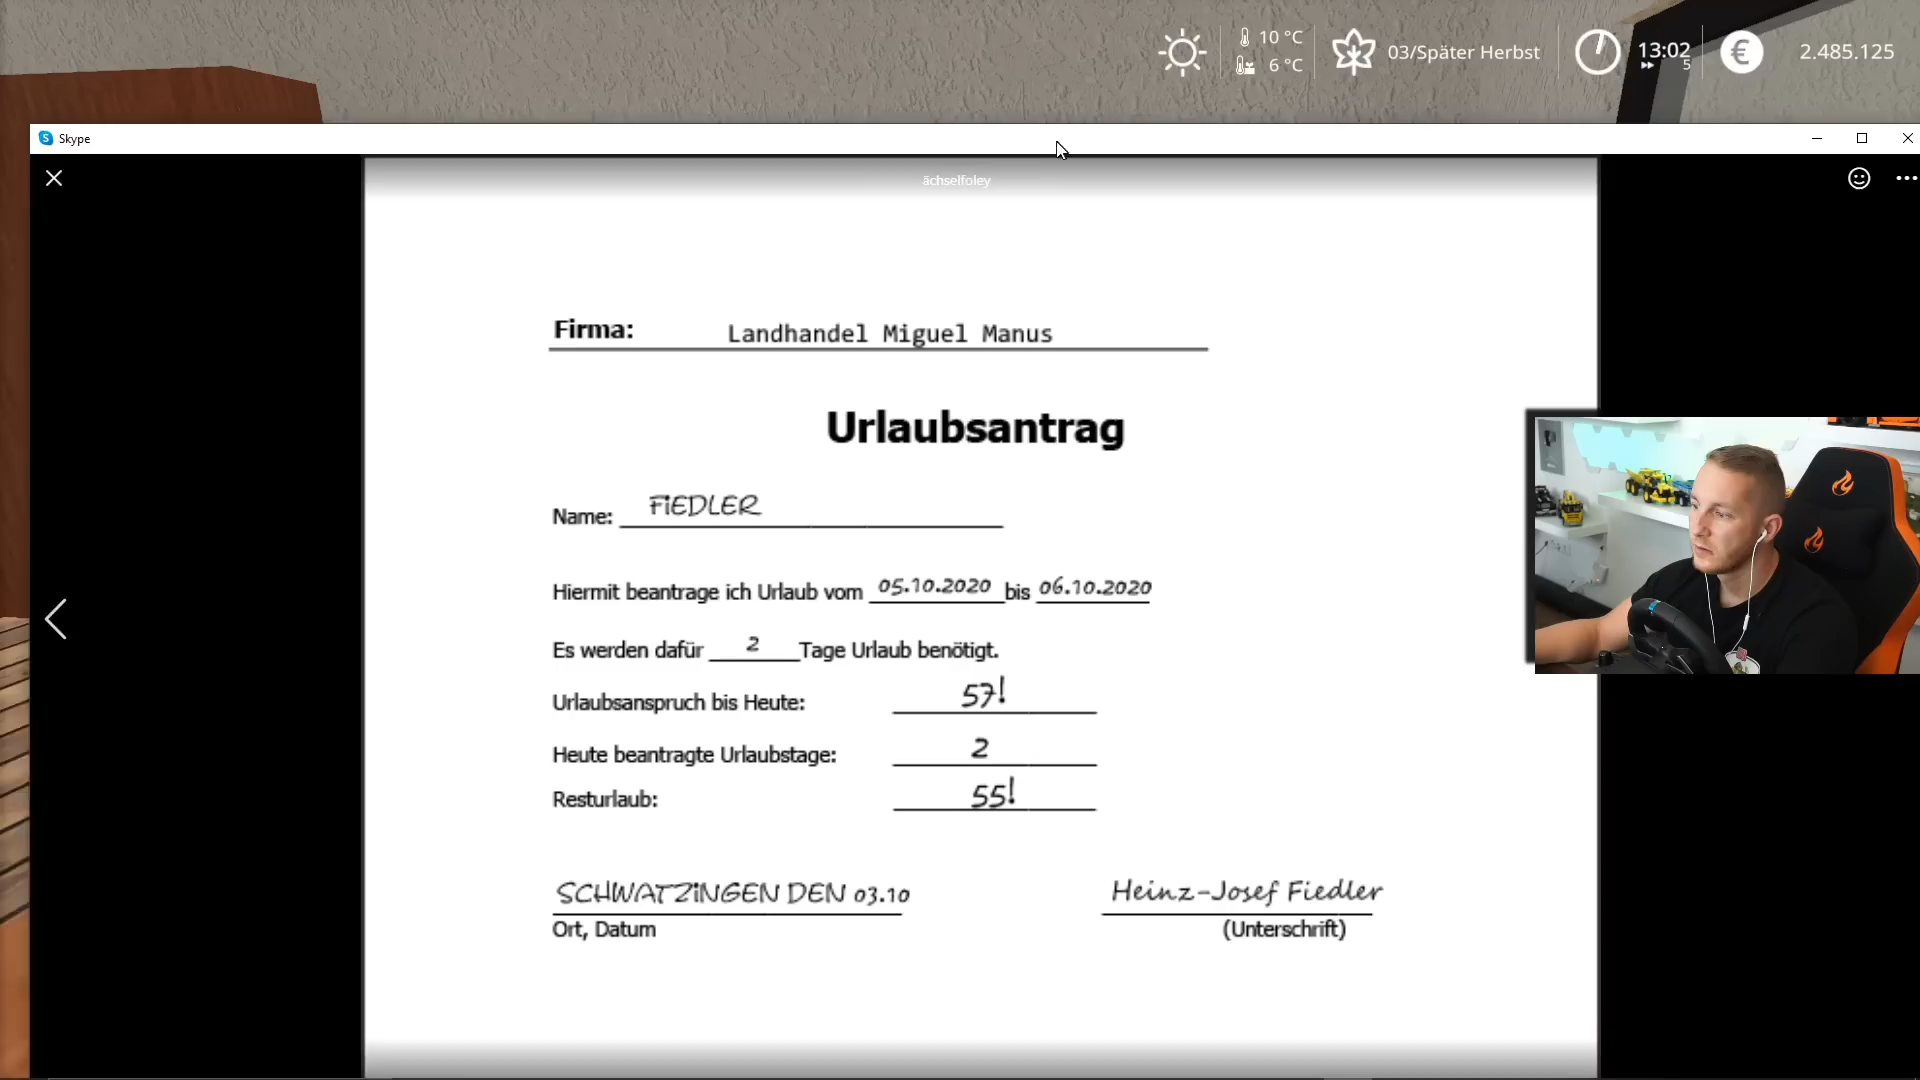 10 °C
6 °C
03/Später Herbst
13:02
5
€
2.485.125
Skype
ächselfoley
Firma: Landhandel Miguel Manus
Urlaubsantrag
Name: FIEDLER
Hiermit beantrage ich Urlaub vom 05.10.2020 bis 06.10.2020
Es werden dafür 2 Tage Urlaub benötigt.
Urlaubsanspruch bis Heute: 57!
Heute beantragte Urlaubstage: 2
Resturlaub: 55!
SCHWATZINGEN DEN 03.10 Heinz-Josef Fiedler
Ort, Datum (Unterschrift)